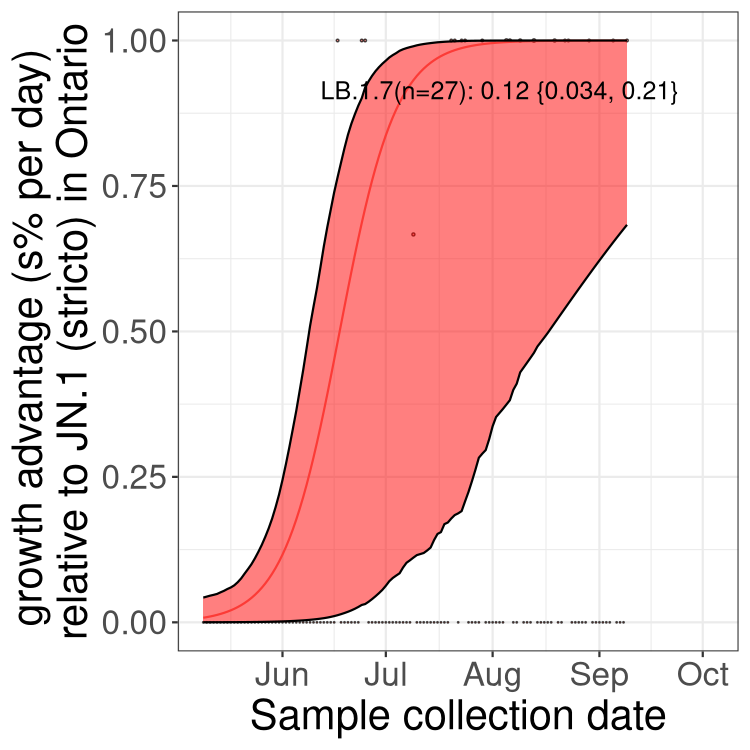 growth advantage (s% per day)
relative to JN.1 (stricto) in Ontario
1.00
0.75
0.50
0.25
0.00
LB.1.7(n=27): 0.12 {0.034, 0.21}
Jun Jul Aug Sep Oct
Sample collection date